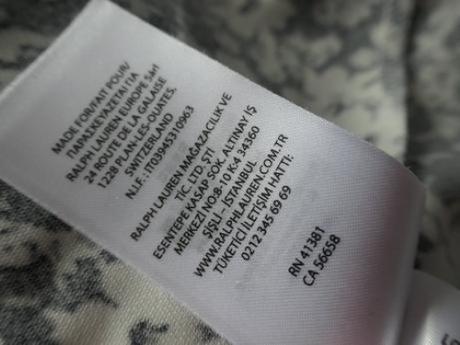 MADE FOR/FAIT POUR/
ΠΑΡΑΣΚΕΥΑΖΕΤΑΙ ΓΙΑ
RALPH LAUREN EUROPE Sàrl
24 ROUTE DE LA GALAISE
1228 PLAN-LES-OUATES,
SWITZERLAND
N.I.F. : IT03945310963
RALPH LAUREN MAĞAZACILIK VE
TİC. LTD. ŞTİ
ESENTEPE KASAP SOK. ALTINAY İŞ
MERKEZİ NO:8-10 K:4 34360
ŞİŞLİ - İSTANBUL
WWW.RALPHLAUREN.COM.TR
TÜKETİCİ İLETİŞİM HATTI:
0212 345 69 69
RN 41381
CA 56658